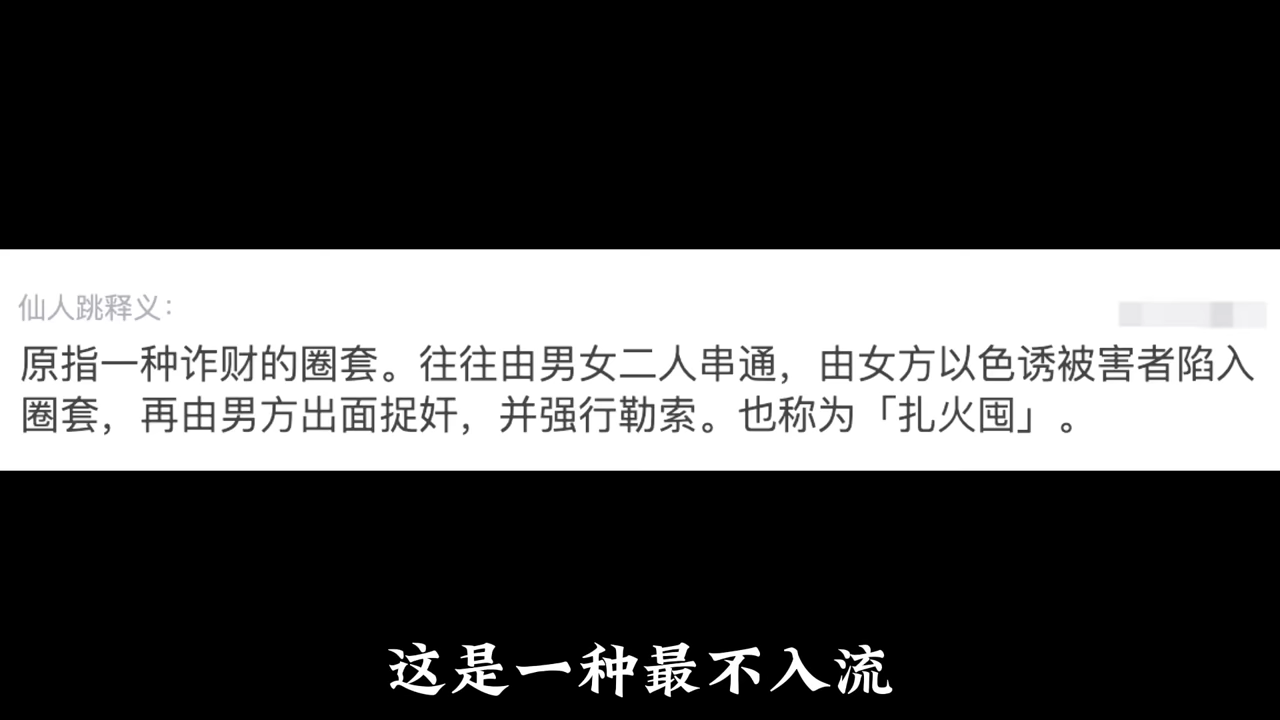 仙人跳释义：
原指一种诈财的圈套。往往由男女二人串通，由女方以色诱被害者陷入
圈套，再由男方出面捉奸，并强行勒索。也称为「扎火囤」。
这是一种最不入流